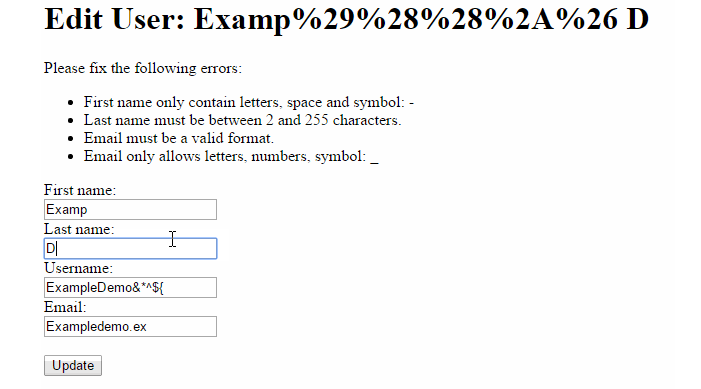 Edit User: Examp%29%28%28%2A%26 D
Please fix the following errors:
• First name only contain letters, space and symbol: -
• Last name must be between 2 and 255 characters.
• Email must be a valid format.
• Email only allows letters, numbers, symbol: _
First name:
Examp
Last name:
D
Username:
ExampleDemo&*^${
Email:
Exampledemo.ex
Update